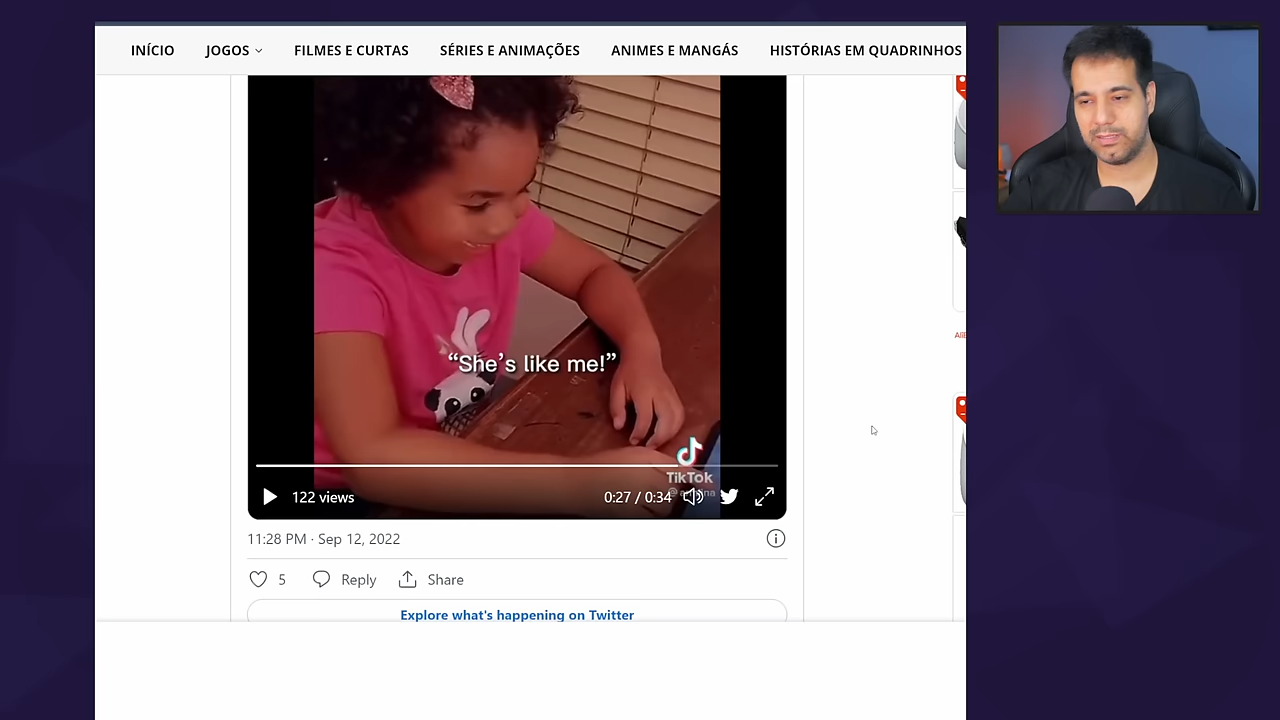 INÍCIO JOGOS FILMES E CURTAS SÉRIES E ANIMAÇÕES ANIMES E MANGÁS HISTÓRIAS EM QUADRINHOS
“She’s like me!”
TikTok
122 views 0:27 / 0:34
11:28 PM · Sep 12, 2022
5 Reply Share
Explore what's happening on Twitter